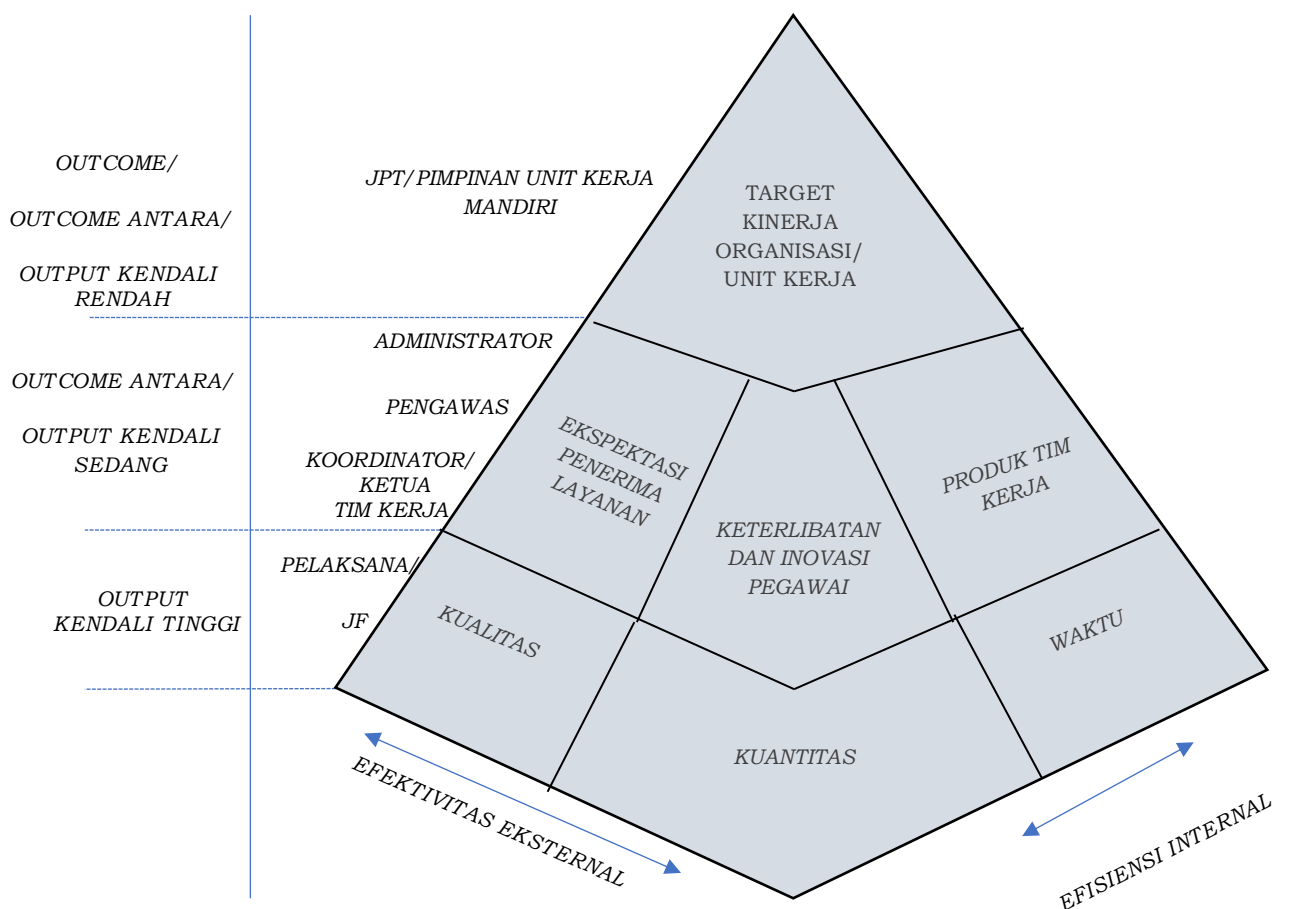 OUTCOME/
OUTCOME ANTARA/
OUTPUT KENDALI
RENDAH
JPT/PIMPINAN UNIT KERJA
MANDIRI
TARGET
KINERJA
ORGANISASI/
UNIT KERJA
OUTCOME ANTARA/
OUTPUT KENDALI
SEDANG
ADMINISTRATOR
PENGAWAS
KOORDINATOR/
KETUA
TIM KERJA
EKSPEKTASI
PENERIMA
LAYANAN
KETERLIBATAN
DAN INOVASI
PEGAWAI
PRODUK TIM
KERJA
OUTPUT
KENDALI TINGGI
PELAKSANA/
JF
KUALITAS
KUANTITAS
WAKTU
EFEKTIVITAS EKSTERNAL
EFISIENSI INTERNAL